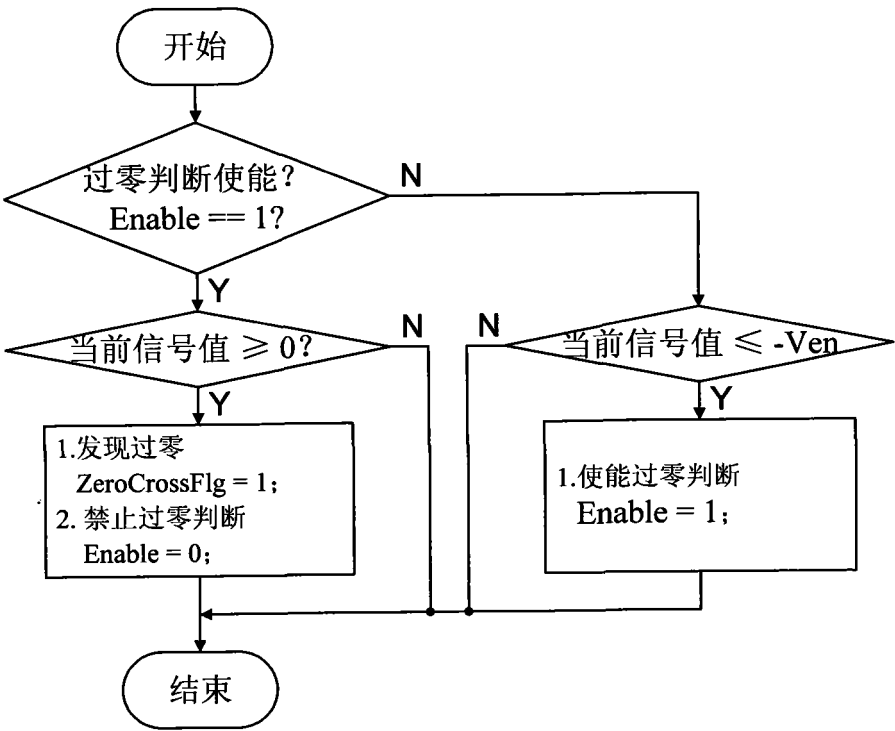 开始
过零判断使能？
Enable == 1?
N
Y
当前信号值 ≥ 0?
N
N
当前信号值 ≤ -Ven
Y
Y
1.发现过零
ZeroCrossFlg = 1;
2. 禁止过零判断
Enable = 0;
1.使能过零判断
Enable = 1;
结束